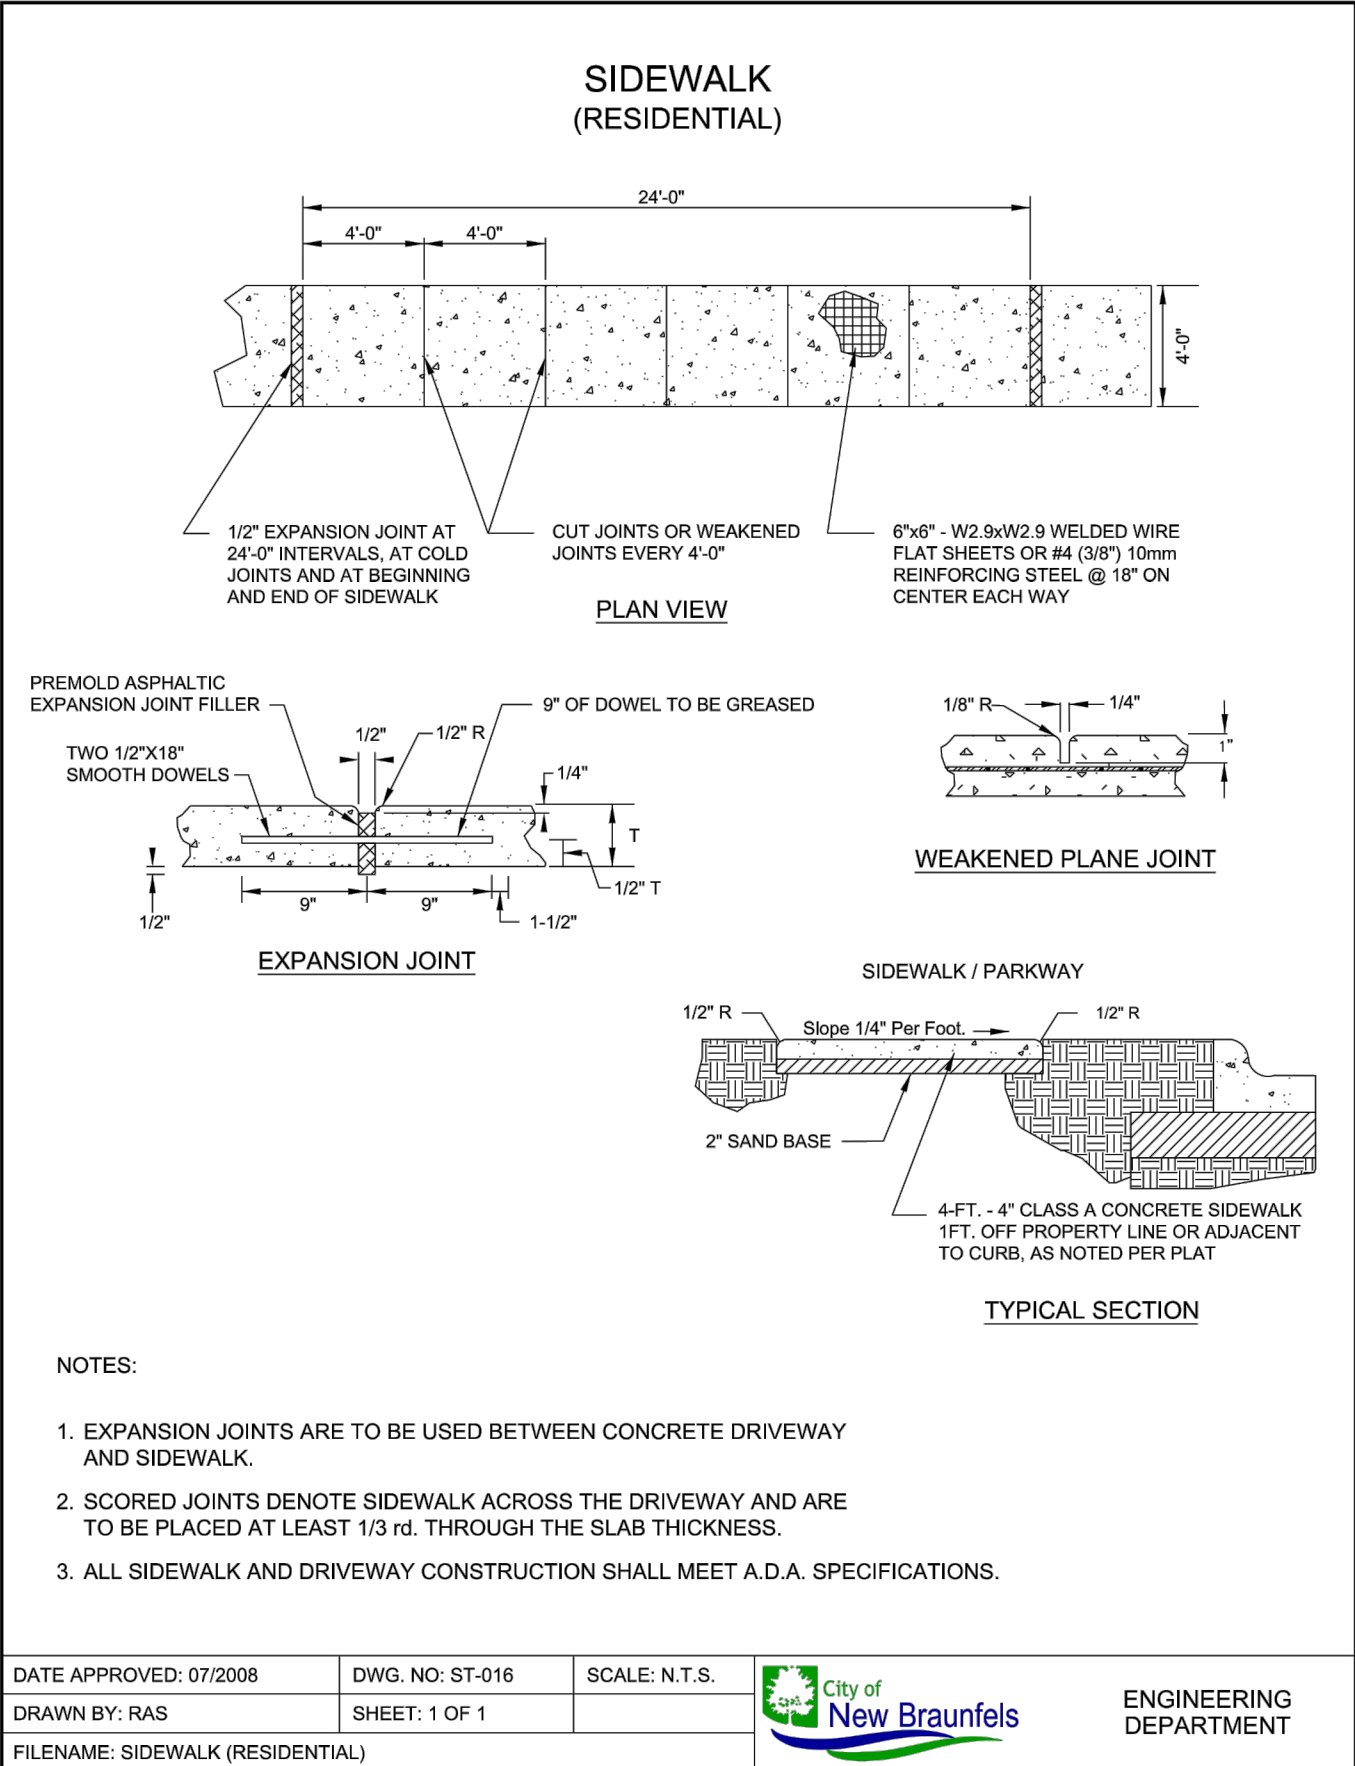 SIDEWALK
(RESIDENTIAL)
24'-0"
4'-0"
4'-0"
4'-0"
1/2" EXPANSION JOINT AT
24'-0" INTERVALS, AT COLD
JOINTS AND AT BEGINNING
AND END OF SIDEWALK
CUT JOINTS OR WEAKENED
JOINTS EVERY 4'-0"
6"x6" - W2.9xW2.9 WELDED WIRE
FLAT SHEETS OR #4 (3/8") 10mm
REINFORCING STEEL @ 18" ON
CENTER EACH WAY
PLAN VIEW
PREMOLD ASPHALTIC
EXPANSION JOINT FILLER
TWO 1/2"X18"
SMOOTH DOWELS
1/2"
1/2" R
9" OF DOWEL TO BE GREASED
1/4"
T
1/2" T
1/2"
9"
9"
1-1/2"
EXPANSION JOINT
1/8" R
1/4"
1"
WEAKENED PLANE JOINT
SIDEWALK / PARKWAY
1/2" R
Slope 1/4" Per Foot.
1/2" R
2" SAND BASE
4-FT. - 4" CLASS A CONCRETE SIDEWALK
1FT. OFF PROPERTY LINE OR ADJACENT
TO CURB, AS NOTED PER PLAT
TYPICAL SECTION
NOTES:
1. EXPANSION JOINTS ARE TO BE USED BETWEEN CONCRETE DRIVEWAY
AND SIDEWALK.
2. SCORED JOINTS DENOTE SIDEWALK ACROSS THE DRIVEWAY AND ARE
TO BE PLACED AT LEAST 1/3 rd. THROUGH THE SLAB THICKNESS.
3. ALL SIDEWALK AND DRIVEWAY CONSTRUCTION SHALL MEET A.D.A. SPECIFICATIONS.
DATE APPROVED: 07/2008
DWG. NO: ST-016
SCALE: N.T.S.
DRAWN BY: RAS
SHEET: 1 OF 1
FILENAME: SIDEWALK (RESIDENTIAL)
City of
New Braunfels
ENGINEERING
DEPARTMENT